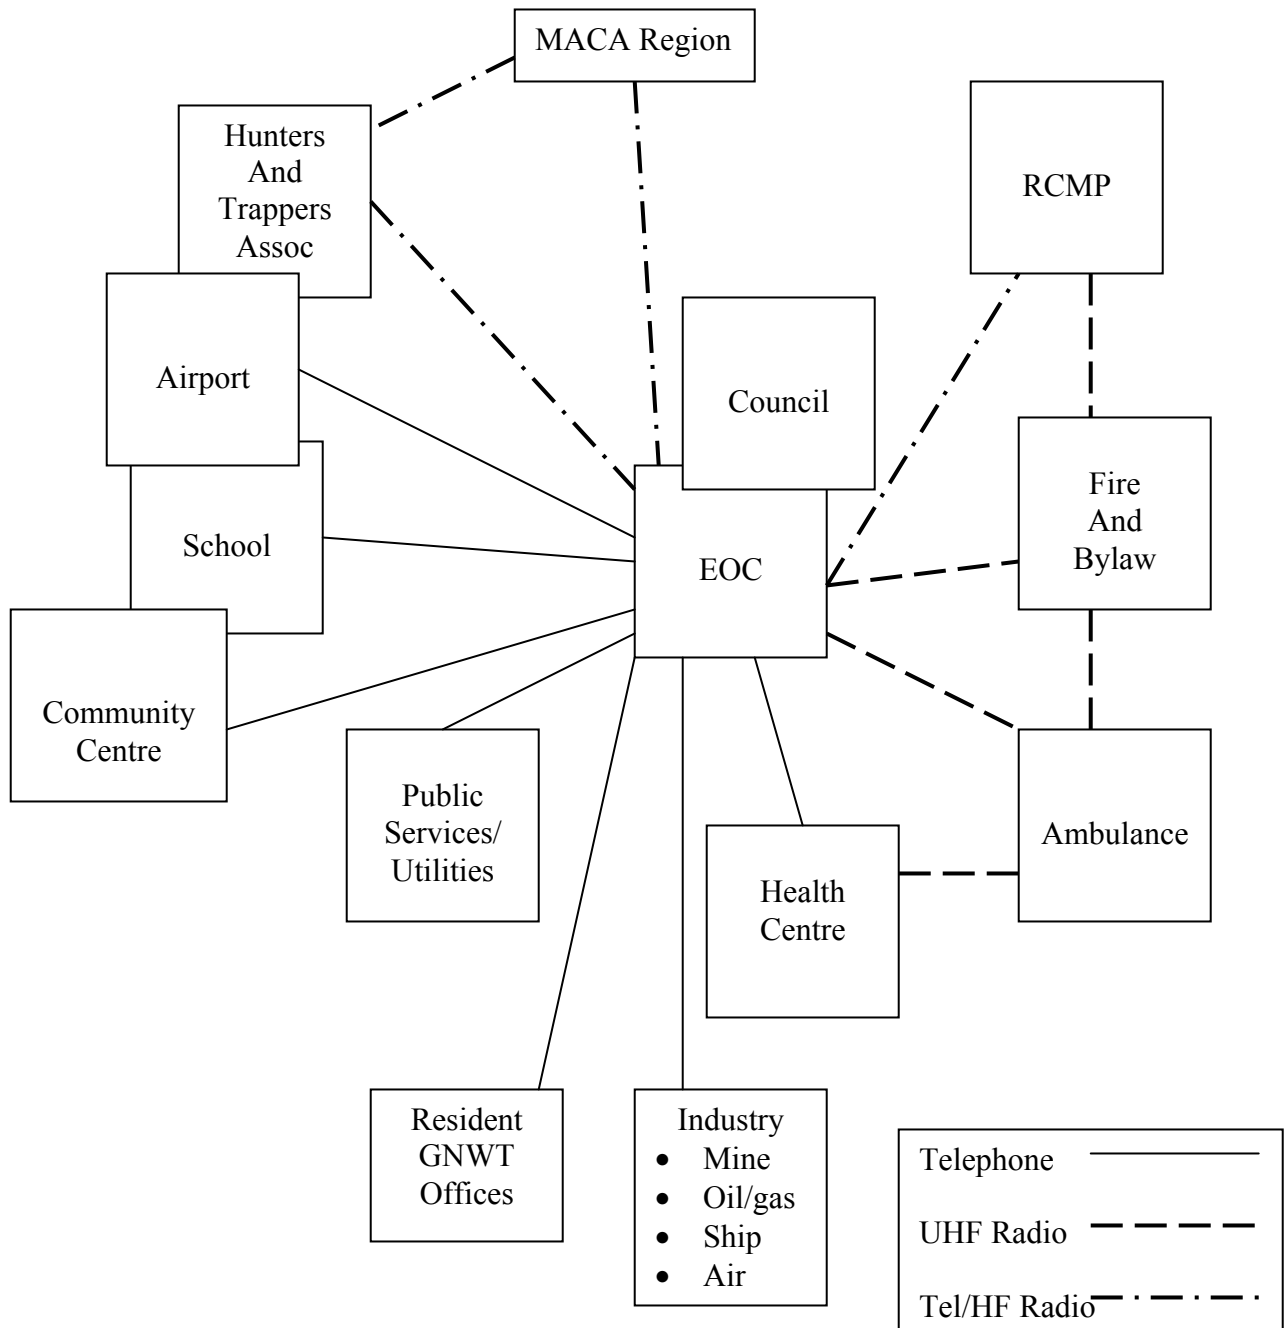 MACA Region
Hunters
And
Trappers
Assoc
RCMP
Airport
Council
Fire
And
Bylaw
School
EOC
Community
Centre
Public
Services/
Utilities
Ambulance
Health
Centre
Resident
GNWT
Offices
Industry
• Mine
• Oil/gas
• Ship
• Air
Telephone
UHF Radio
Tel/HF Radio